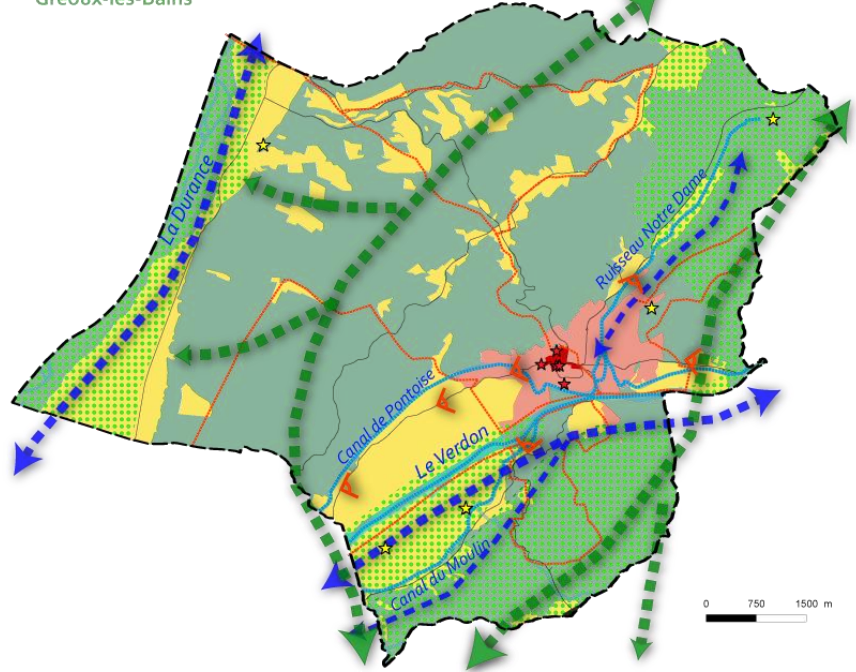 Gréoux-les-Bains
La Durance
Ruisseau Notre Dame
Canal de Pontoise
Le Verdon
Canal du Moulin
0 750 1500 m